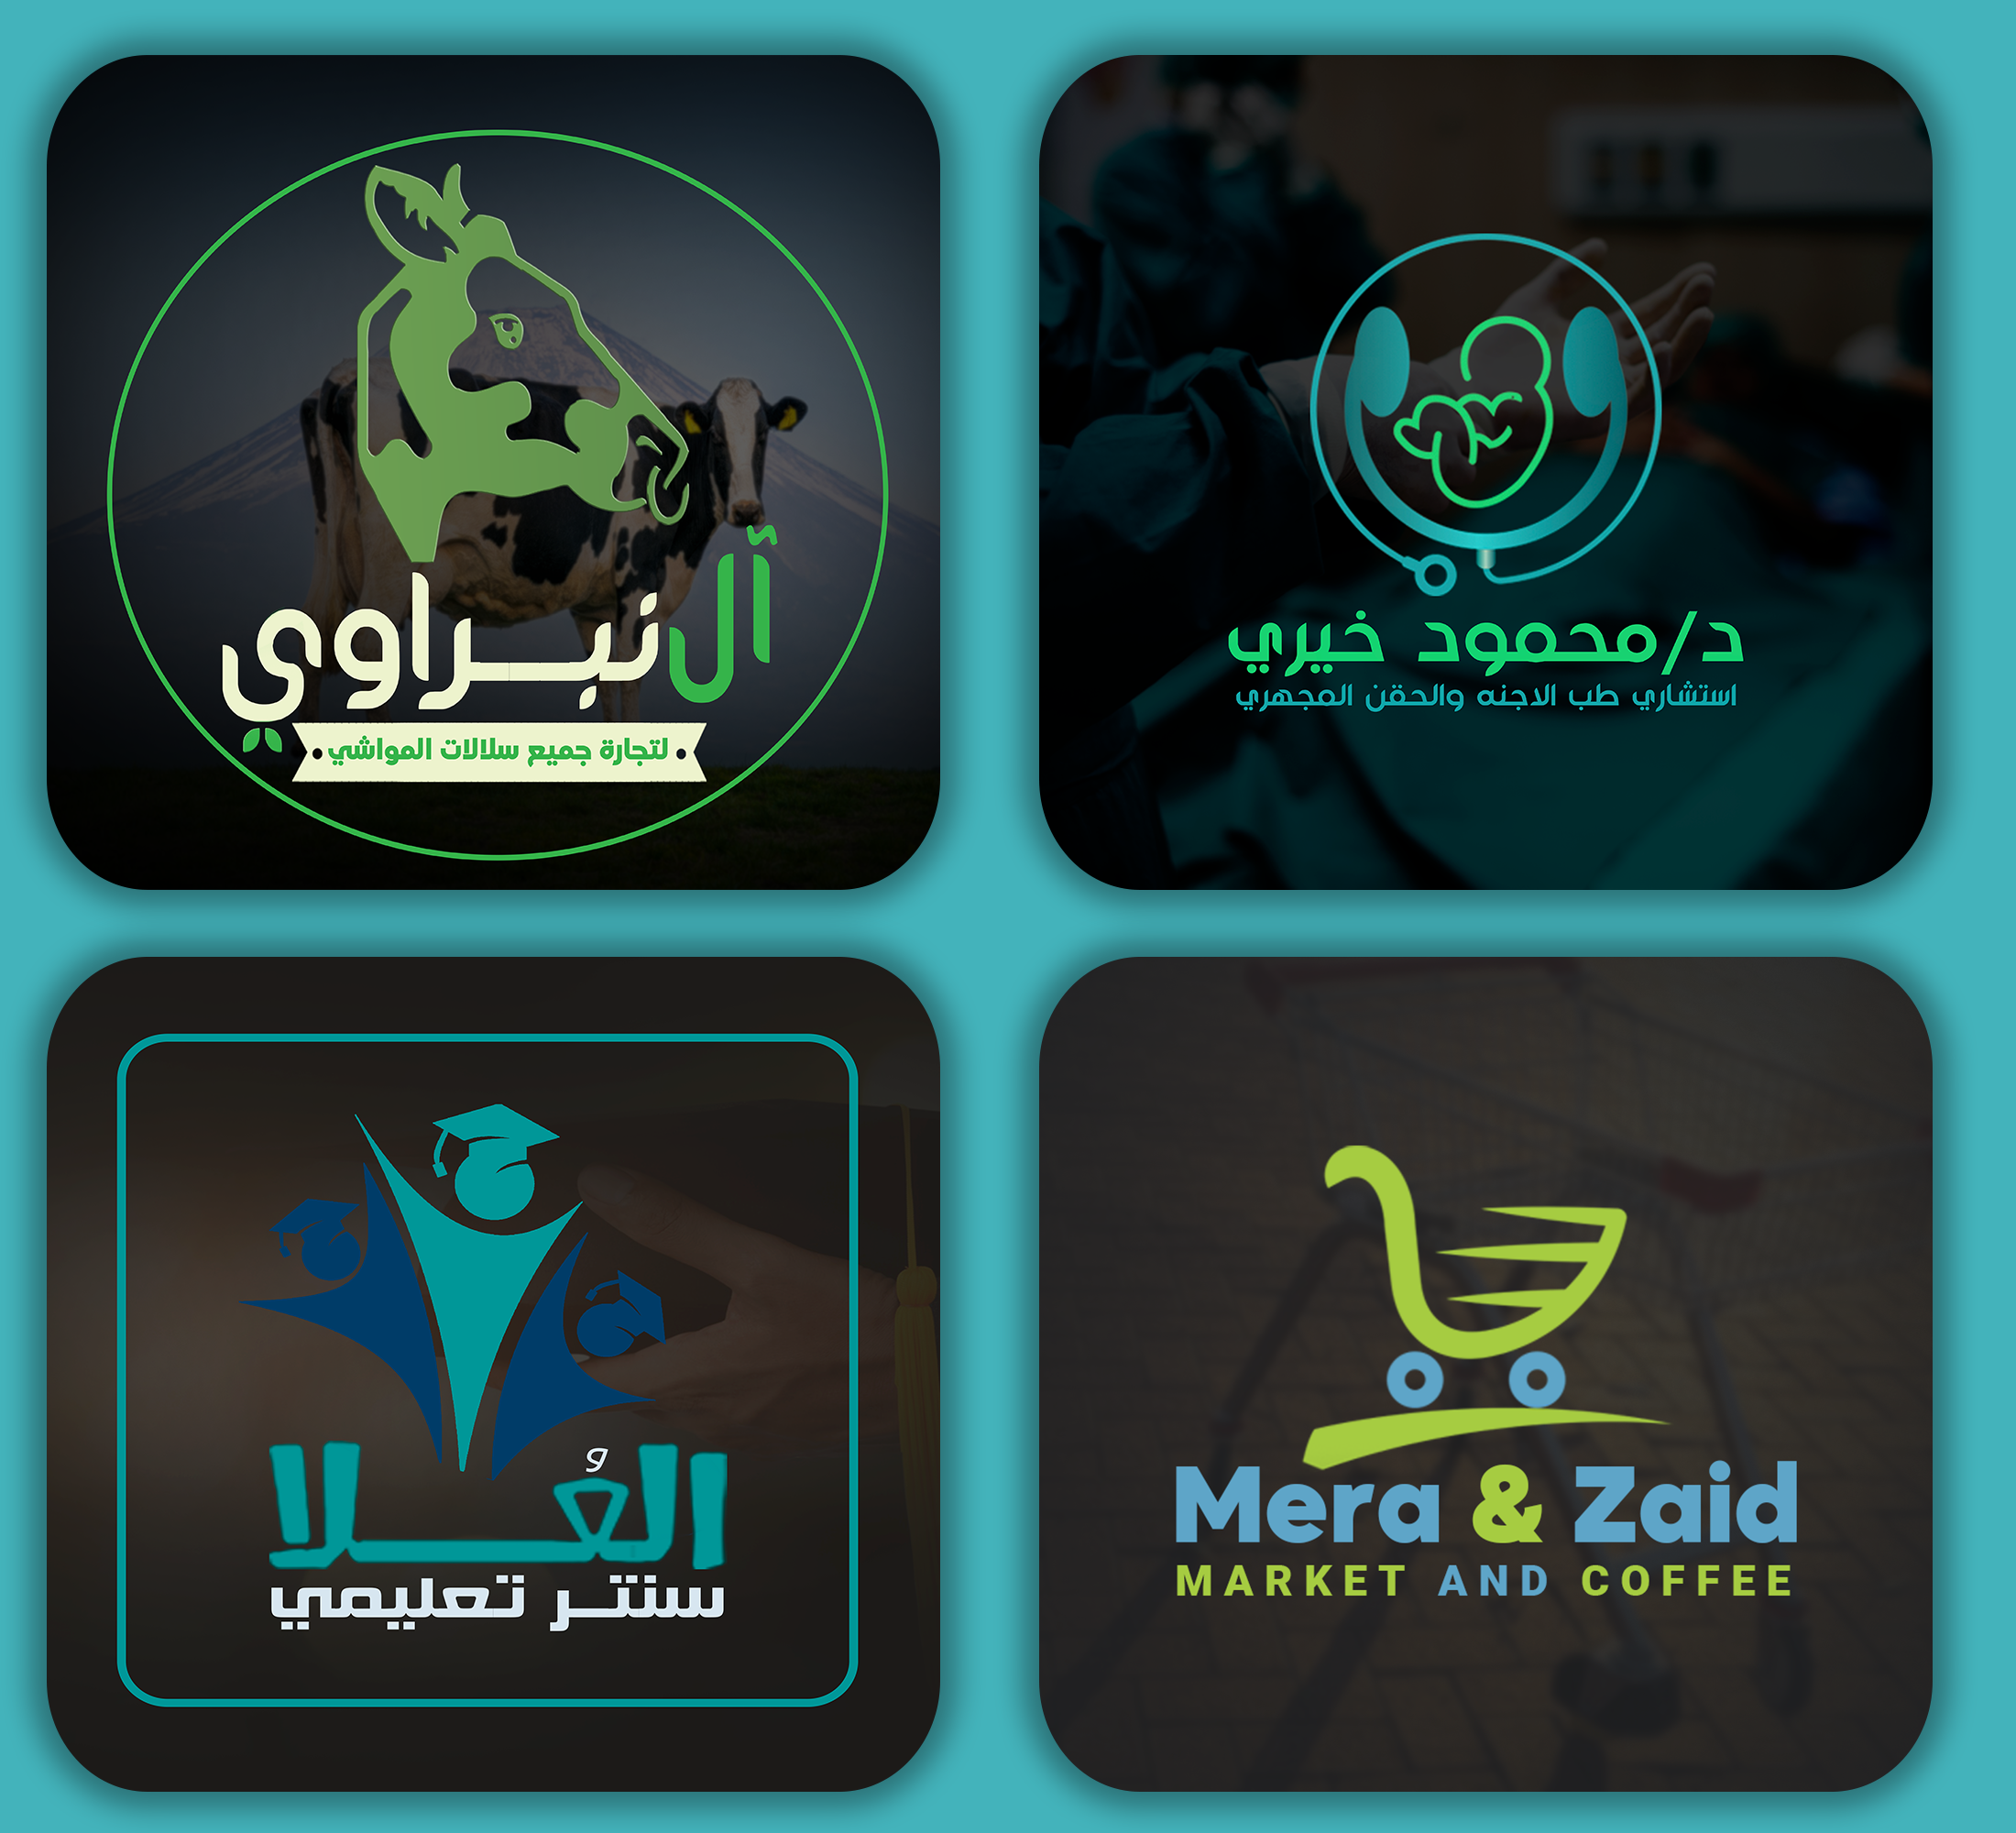 آل نبراوي
لتجارة جميع سلالات المواشي
د/محمود خيري
استشاري طب الاجنه والحقن المجهري
العُلا
سنتر تعليمي
Mera & Zaid
MARKET AND COFFEE